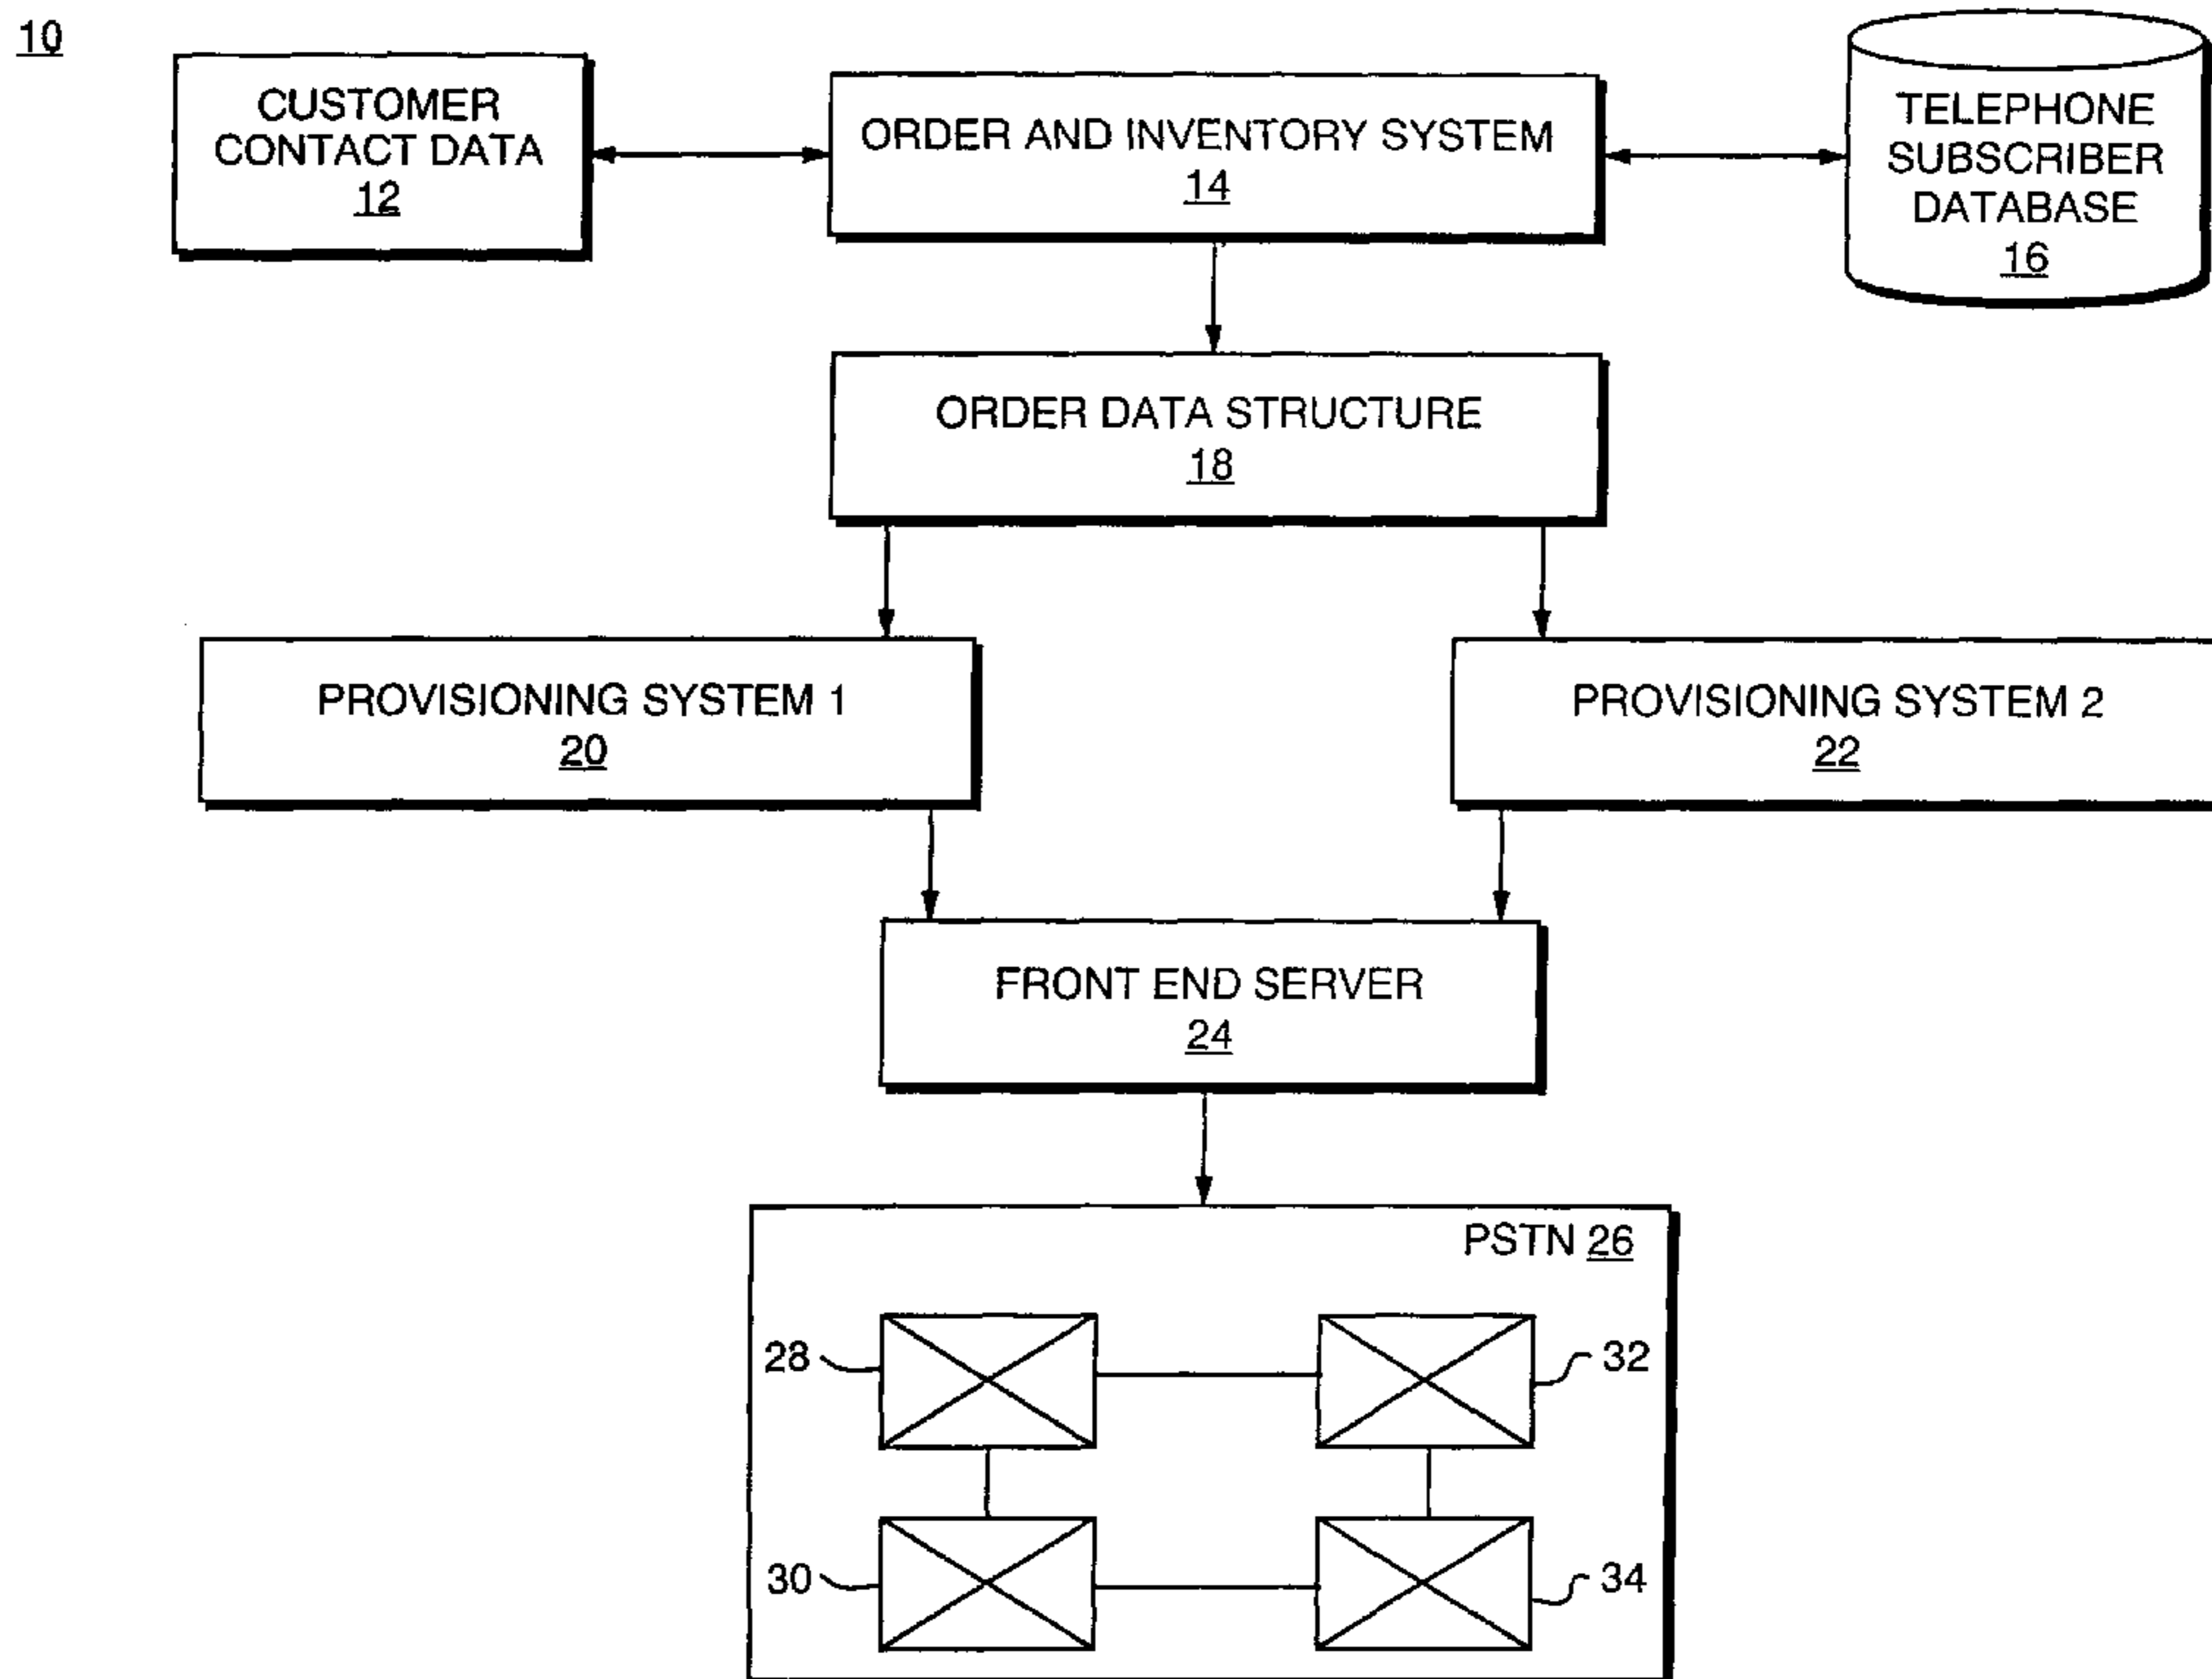 10
CUSTOMER
CONTACT DATA
12
ORDER AND INVENTORY SYSTEM
14
TELEPHONE
SUBSCRIBER
DATABASE
16
ORDER DATA STRUCTURE
18
PROVISIONING SYSTEM 1
20
PROVISIONING SYSTEM 2
22
FRONT END SERVER
24
PSTN 26
28
32
30
34